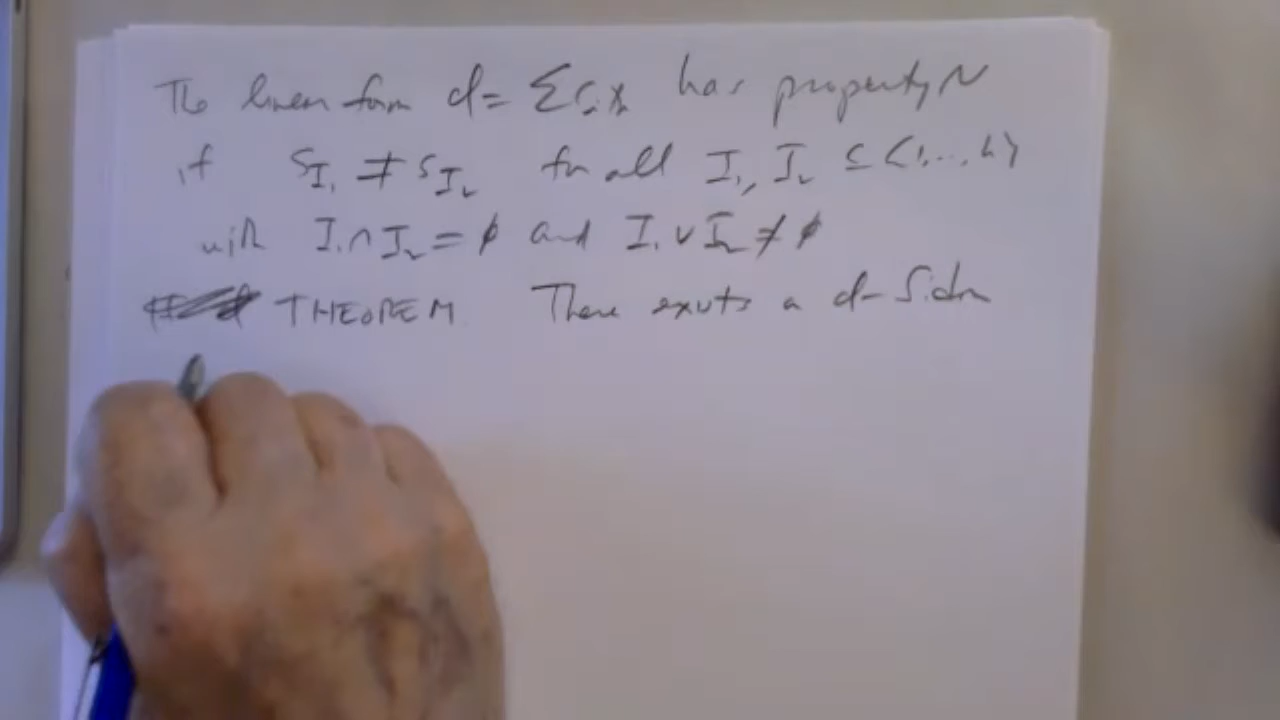 The linear form φ = Σcᵢxᵢ has property N
if S_I₁ ≠ S_I₂ for all I₁, I₂ ⊆ {1,...,h}
with I₁ ∩ I₂ = ∅ and I₁ ∪ I₂ ≠ ∅
THEOREM There exists a φ-Sidon